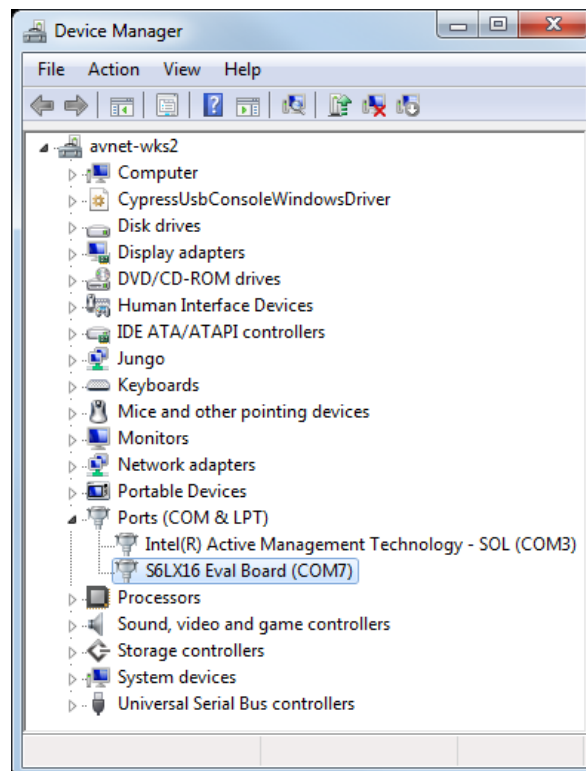 Device Manager
File Action View Help
avnet-wks2
Computer
CypressUsbConsoleWindowsDriver
Disk drives
Display adapters
DVD/CD-ROM drives
Human Interface Devices
IDE ATA/ATAPI controllers
Jungo
Keyboards
Mice and other pointing devices
Monitors
Network adapters
Portable Devices
Ports (COM & LPT)
Intel(R) Active Management Technology - SOL (COM3)
S6LX16 Eval Board (COM7)
Processors
Sound, video and game controllers
Storage controllers
System devices
Universal Serial Bus controllers